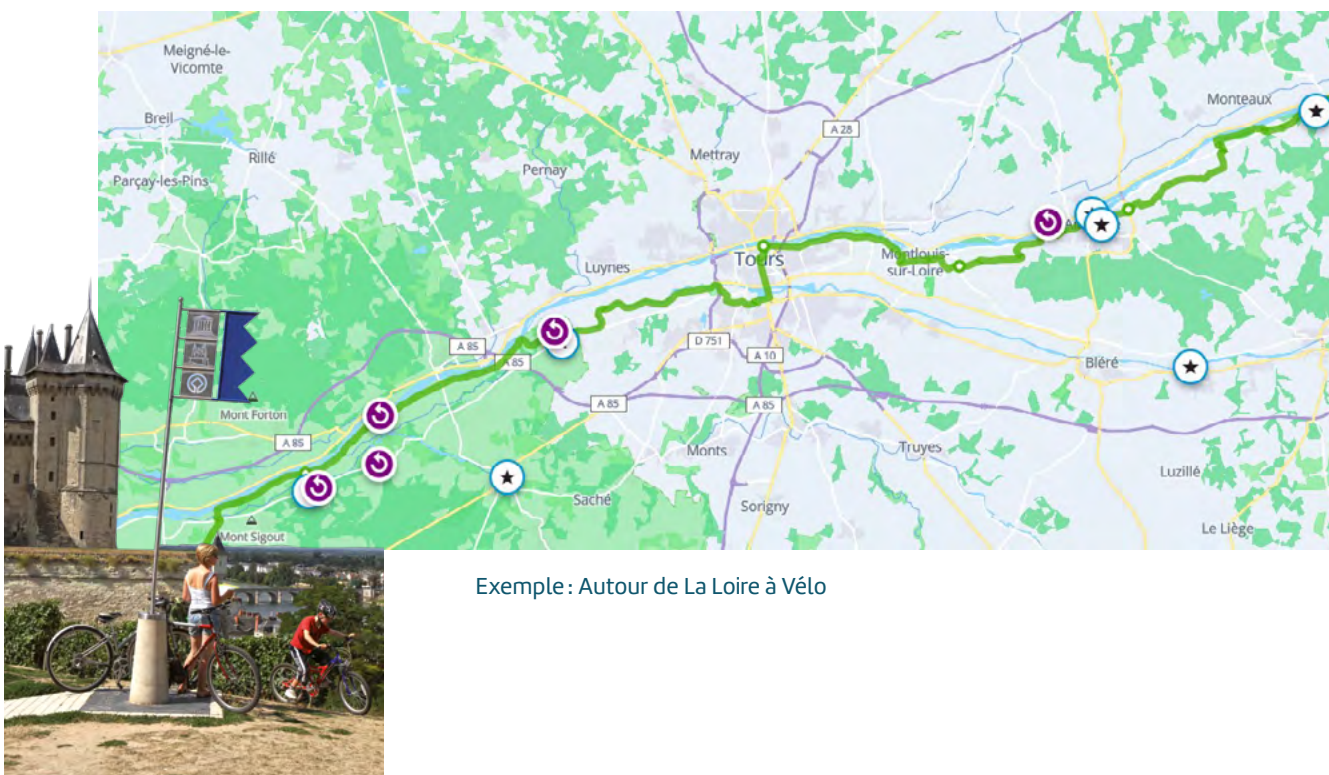 Meigné-le-
Vicomte
Monteaux
Breil
A 28
Rillé
Mettray
Pernay
Parçay-les-Pins
Luynes
Tours
Montlouis-
sur-Loire
D 751
A 85
A 85
A 10
Bléré
A 85
A 85
Mont Forton
A 85
Monts
Truyes
Luzillé
Saché
Sorigny
Le Liège
Mont Sigout
Exemple : Autour de La Loire à Vélo